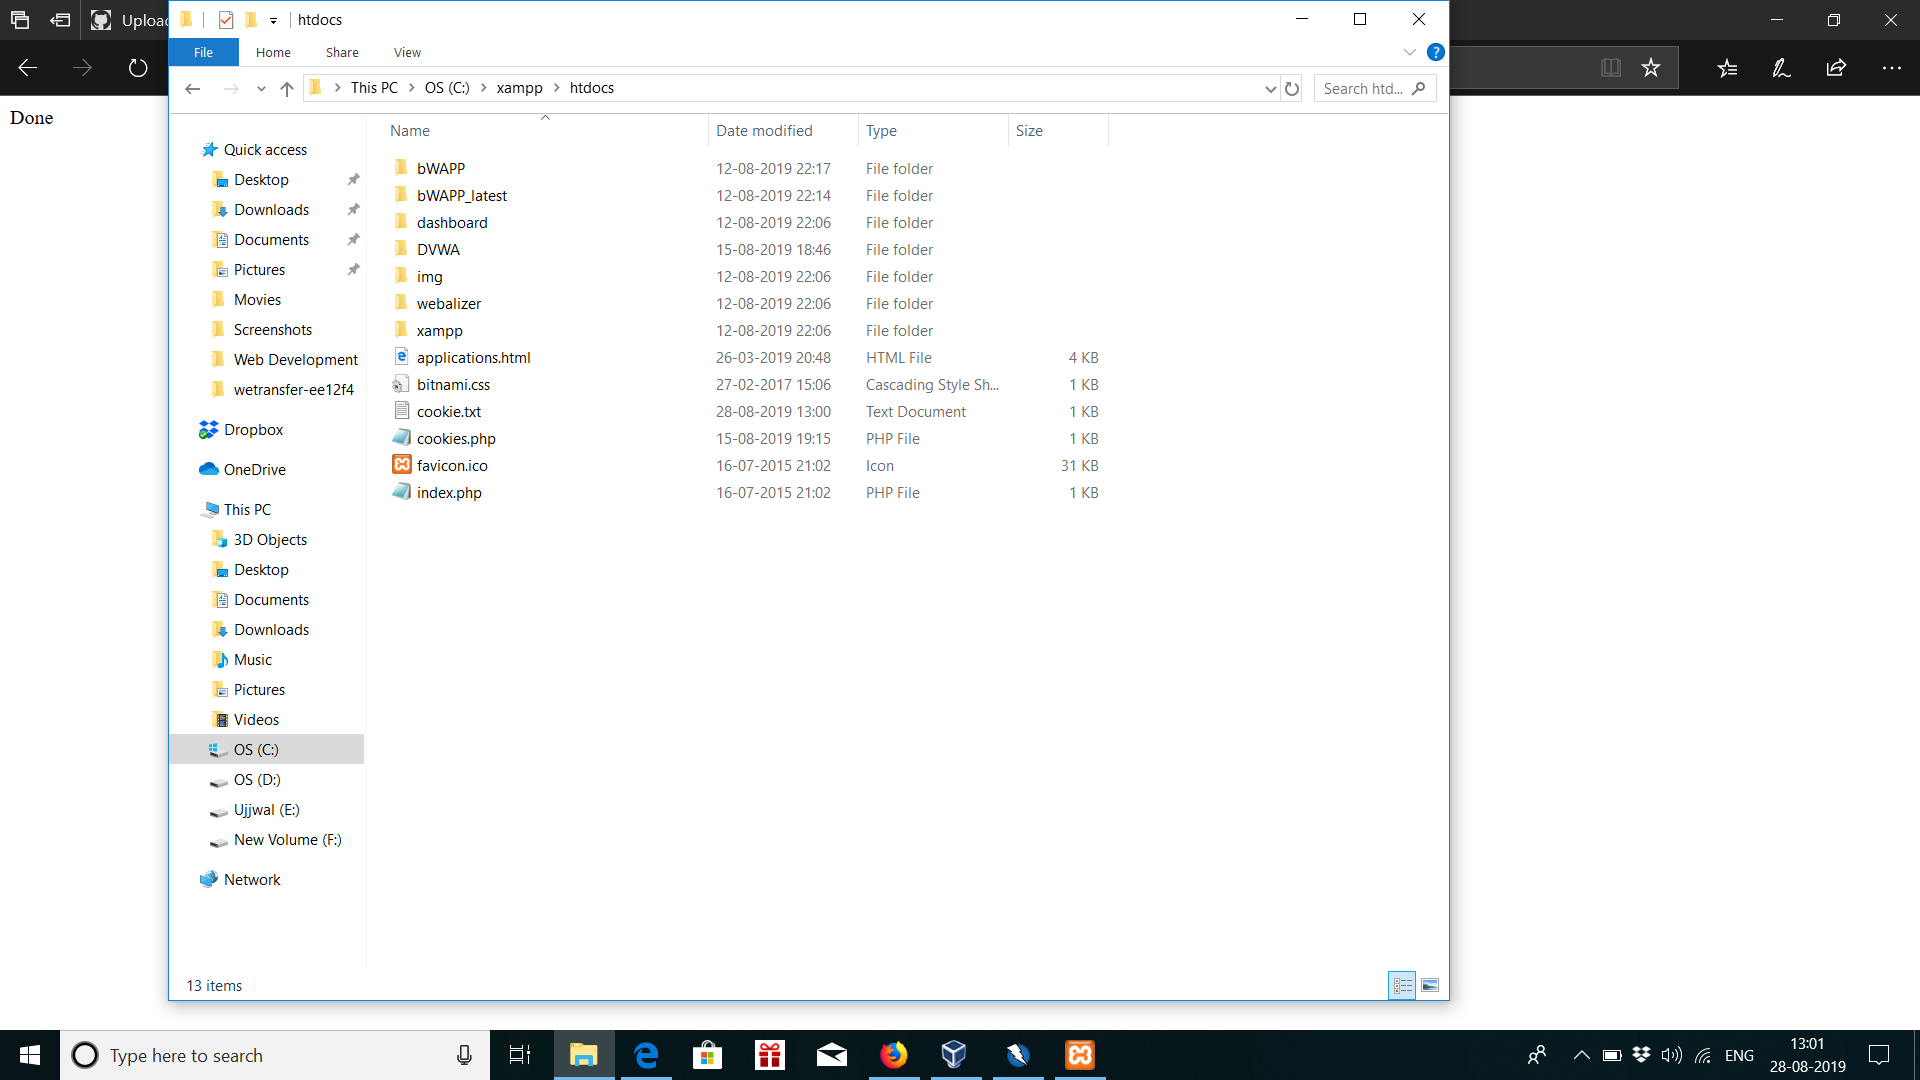 Upload
htdocs
File Home Share View
This PC OS (C:) xampp htdocs
Search htd...
Done
Name Date modified Type Size
bWAPP 12-08-2019 22:17 File folder
bWAPP_latest 12-08-2019 22:14 File folder
dashboard 12-08-2019 22:06 File folder
DVWA 15-08-2019 18:46 File folder
img 12-08-2019 22:06 File folder
webalizer 12-08-2019 22:06 File folder
xampp 12-08-2019 22:06 File folder
applications.html 26-03-2019 20:48 HTML File 4 KB
bitnami.css 27-02-2017 15:06 Cascading Style Sh... 1 KB
cookie.txt 28-08-2019 13:00 Text Document 1 KB
cookies.php 15-08-2019 19:15 PHP File 1 KB
favicon.ico 16-07-2015 21:02 Icon 31 KB
index.php 16-07-2015 21:02 PHP File 1 KB
Quick access
Desktop
Downloads
Documents
Pictures
Movies
Screenshots
Web Development
wetransfer-ee12f4
Dropbox
OneDrive
This PC
3D Objects
Desktop
Documents
Downloads
Music
Pictures
Videos
OS (C:)
OS (D:)
Ujjwal (E:)
New Volume (F:)
Network
13 items
Type here to search
ENG
13:01
28-08-2019